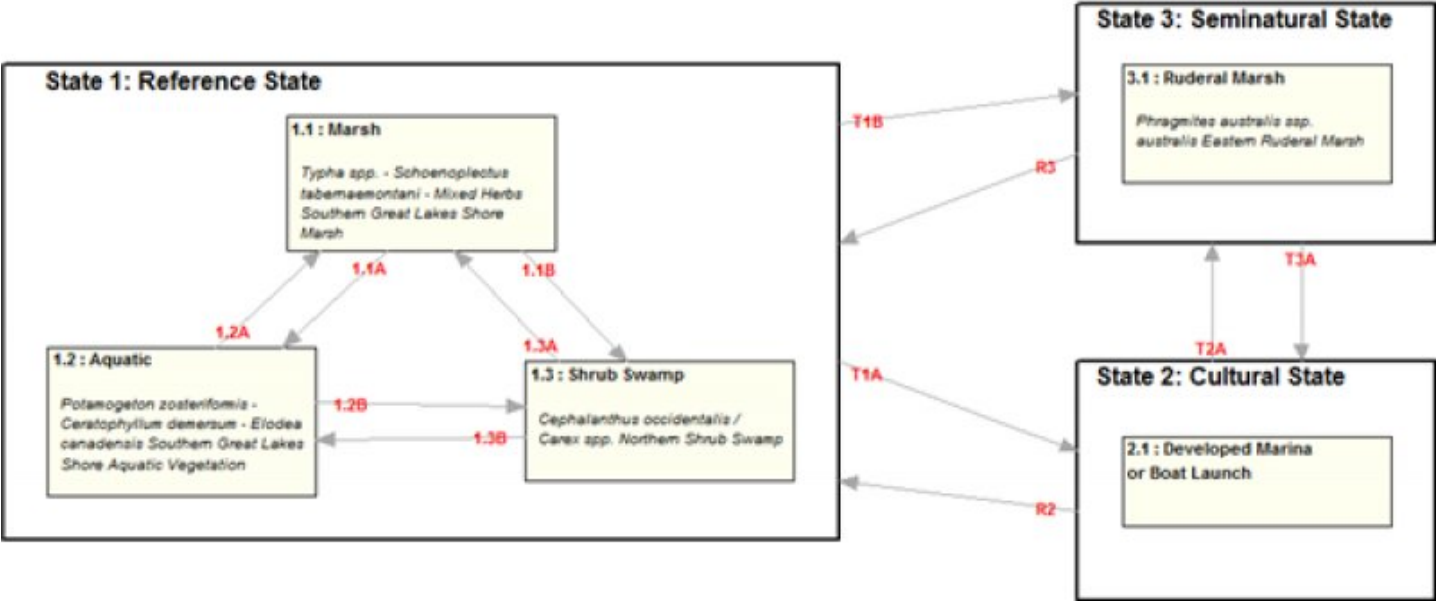 State 1: Reference State
1.1 : Marsh
Typha spp. - Schoenoplectus
tabernaemontani - Mixed Herbs
Southern Great Lakes Shore
Marsh
1.1A
1.1B
1.2A
1.3A
1.2 : Aquatic
Potamogeton zosteriformis -
Ceratophyllum demersum - Elodea
canadensis Southern Great Lakes
Shore Aquatic Vegetation
1.2B
1.3B
1.3 : Shrub Swamp
Cephalanthus occidentalis /
Carex spp. Northern Shrub Swamp
T1B
R3
T1A
R2
State 3: Seminatural State
3.1 : Ruderal Marsh
Phragmites australis ssp.
australis Eastern Ruderal Marsh
T3A
T2A
State 2: Cultural State
2.1 : Developed Marina
or Boat Launch